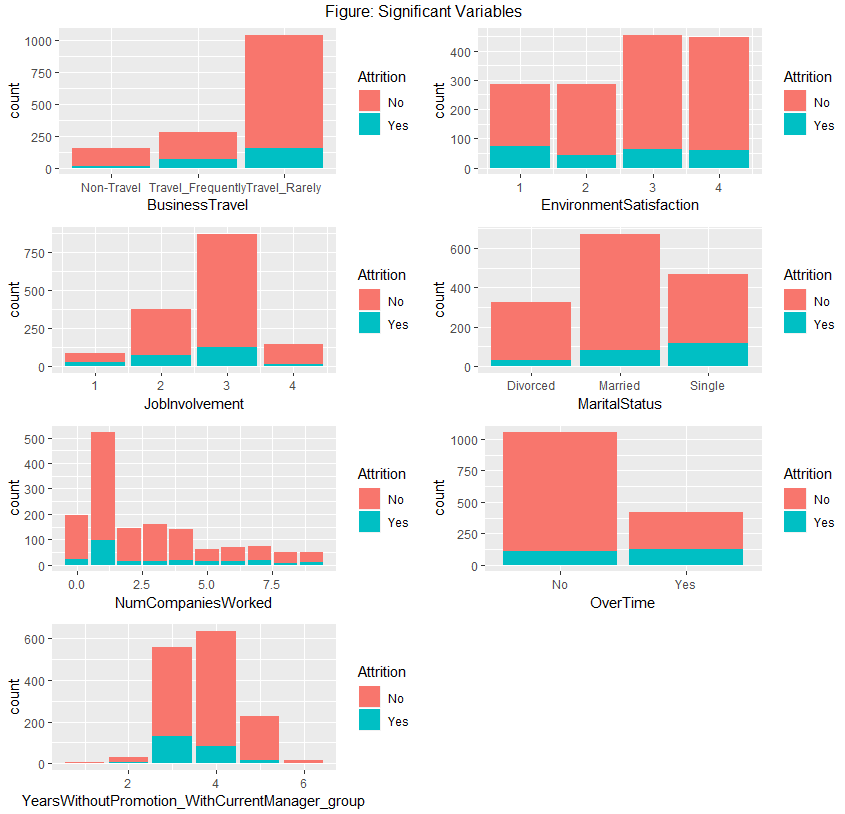 Figure: Significant Variables
1000
750
500
250
0
count
Non-Travel Travel_Frequently Travel_Rarely
BusinessTravel
Attrition
No
Yes
400
300
200
100
0
count
1 2 3 4
EnvironmentSatisfaction
Attrition
No
Yes
750
500
250
0
count
1 2 3 4
JobInvolvement
Attrition
No
Yes
600
400
200
0
count
Divorced Married Single
MaritalStatus
Attrition
No
Yes
500
400
300
200
100
0
count
0.0 2.5 5.0 7.5
NumCompaniesWorked
Attrition
No
Yes
1000
750
500
250
0
count
No Yes
OverTime
Attrition
No
Yes
600
400
200
0
count
2 4 6
YearsWithoutPromotion_WithCurrentManager_group
Attrition
No
Yes